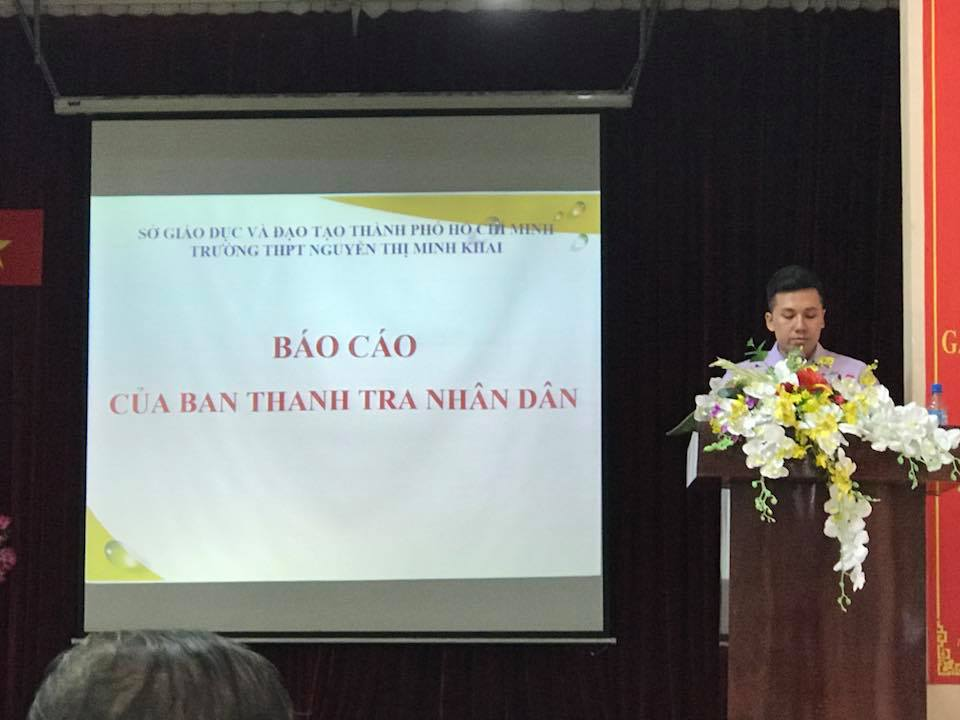 SỞ GIÁO DỤC VÀ ĐẠO TẠO THÀNH PHỐ HỒ CHÍ MINH
TRƯỜNG THPT NGUYỄN THỊ MINH KHAI
BÁO CÁO
CỦA BAN THANH TRA NHÂN DÂN